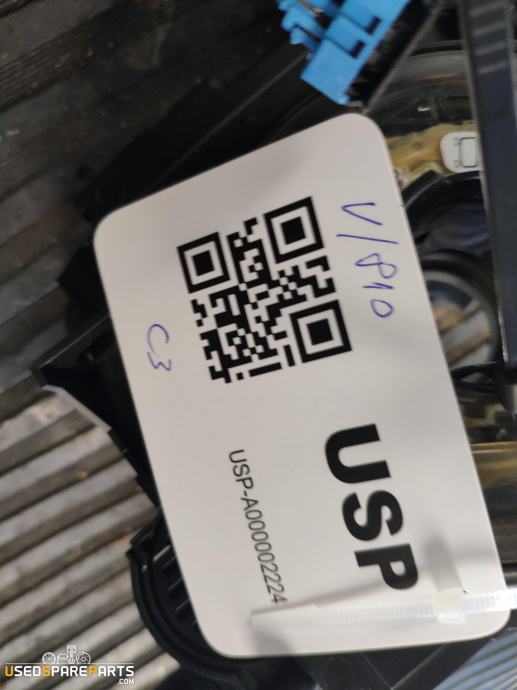 V/810
C3
USP
USP-A000002224
USEDSPAREPARTS
.COM